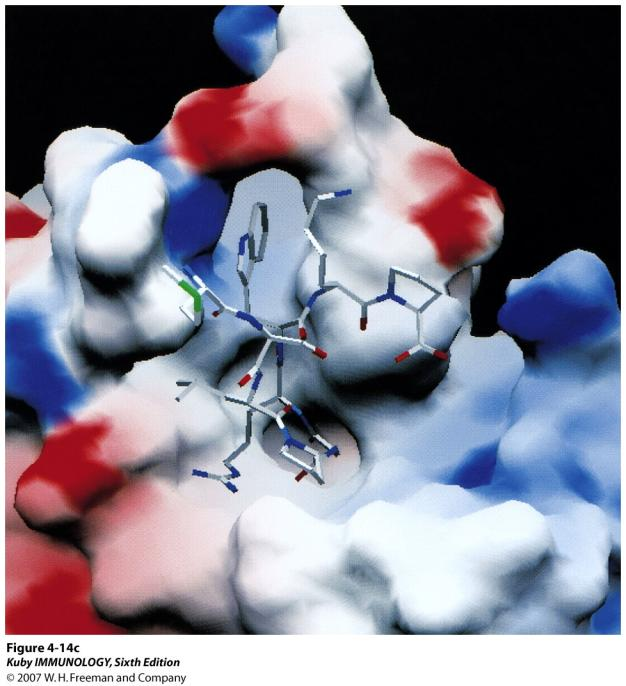 Figure 4-14c
Kuby IMMUNOLOGY, Sixth Edition
© 2007 W. H. Freeman and Company